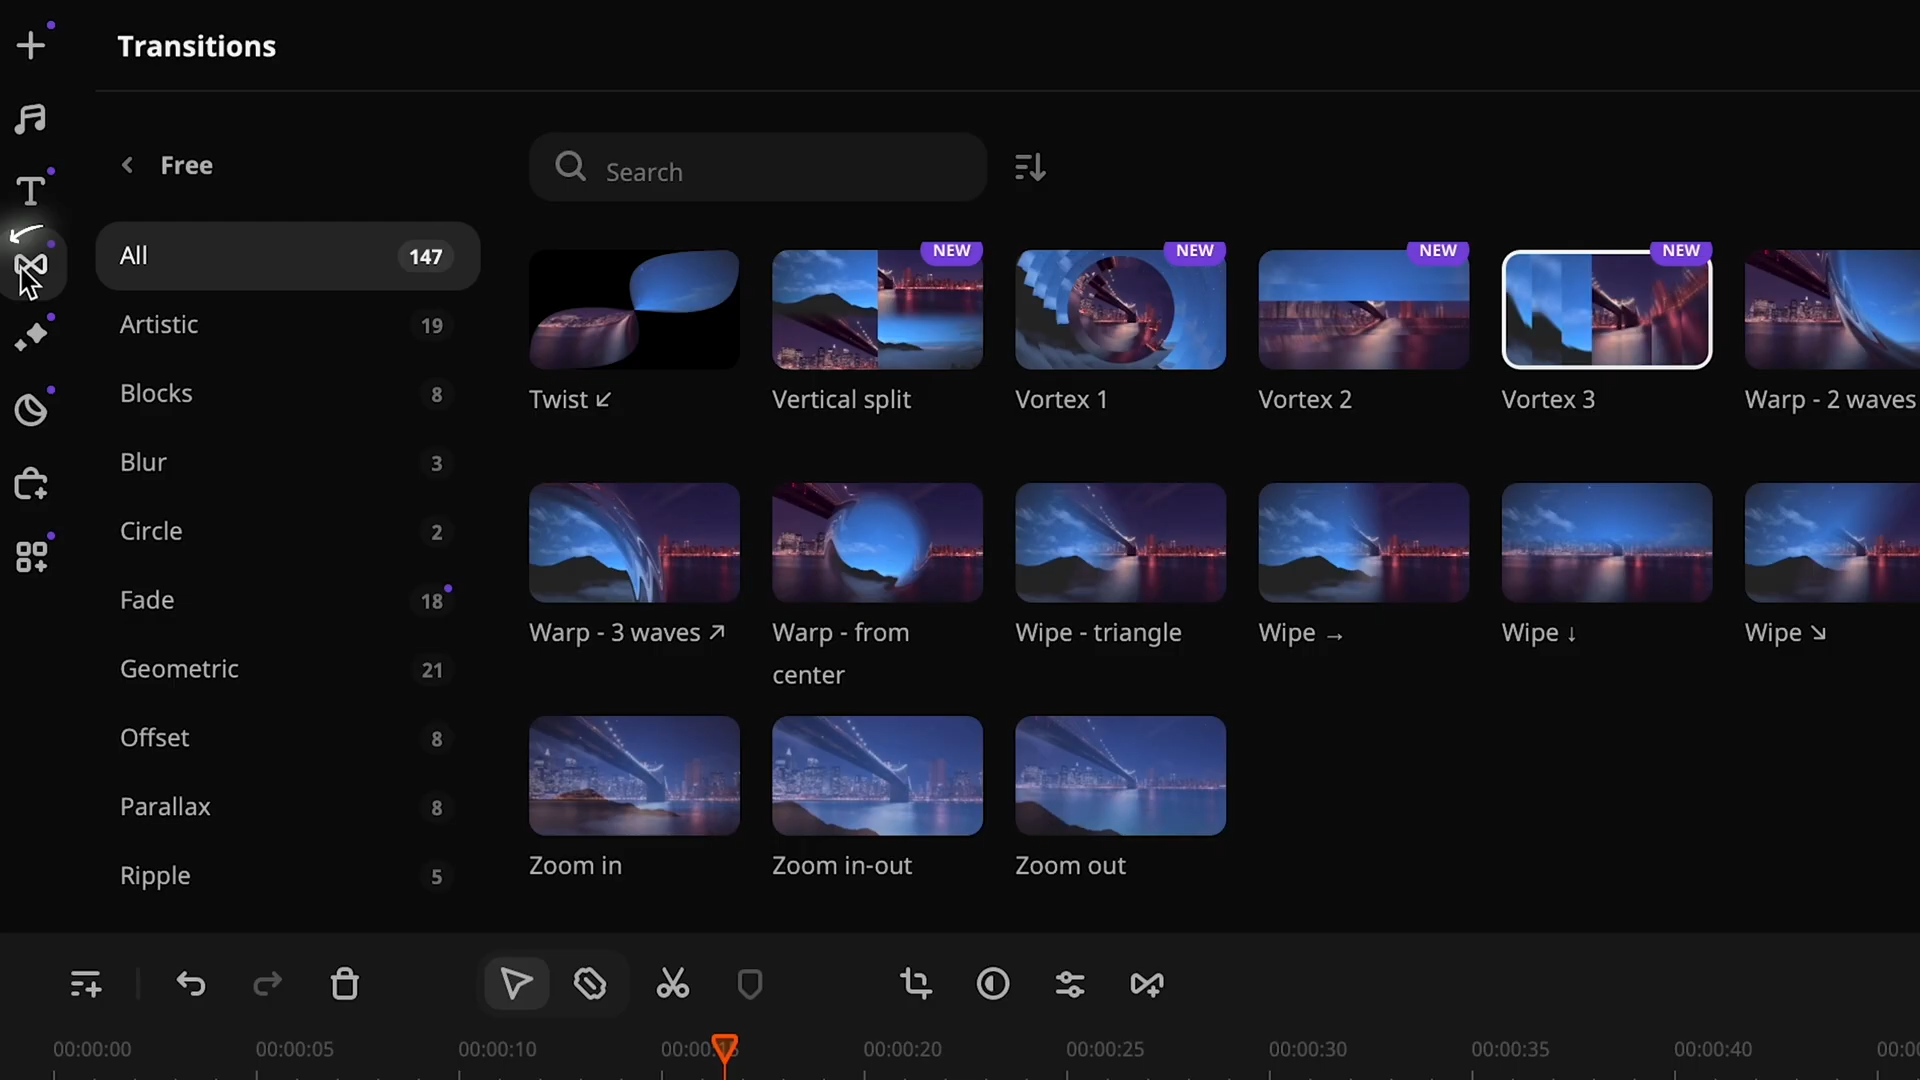 Transitions
Free
Search
All 147
Artistic 19
Blocks 8
Blur 3
Circle 2
Fade 18
Geometric 21
Offset 8
Parallax 8
Ripple 5
NEW NEW NEW NEW
Twist ↙ Vertical split Vortex 1 Vortex 2 Vortex 3 Warp - 2 waves
Warp - 3 waves ↗ Warp - from Wipe - triangle Wipe → Wipe ↓ Wipe ↘
center
Zoom in Zoom in-out Zoom out
00:00:00 00:00:05 00:00:10 00:00:20 00:00:25 00:00:30 00:00:35 00:00:40